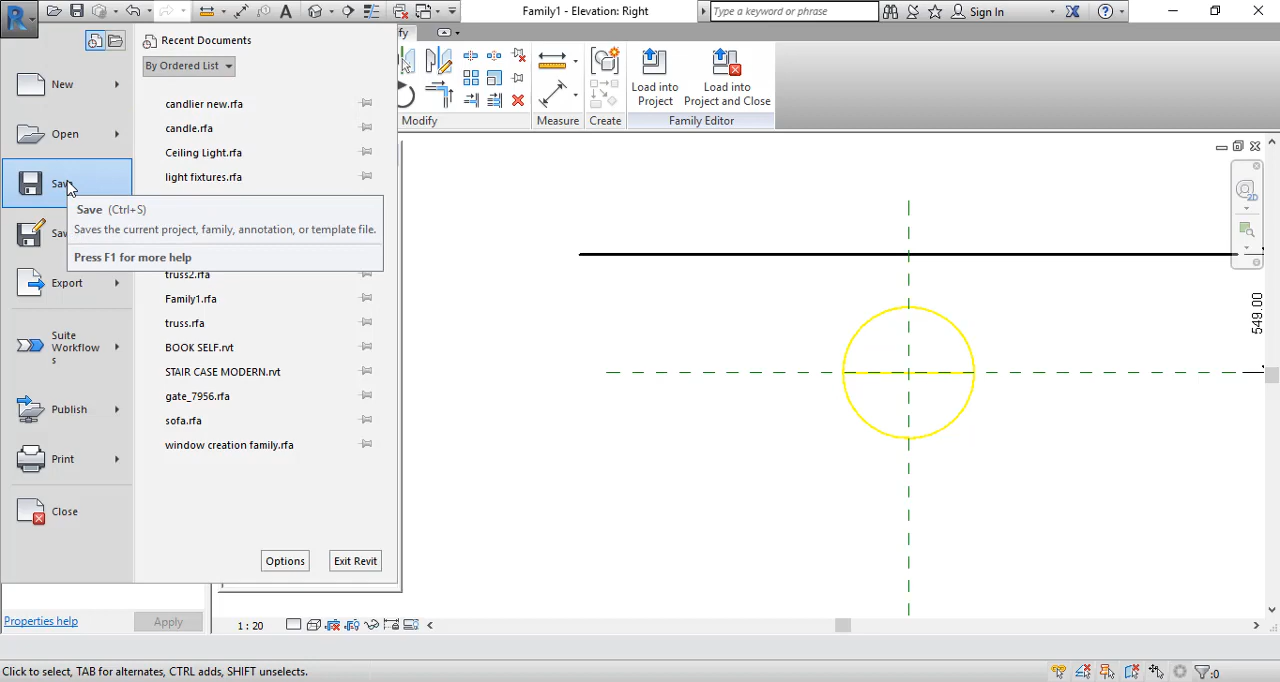 Family1 - Elevation: Right
Type a keyword or phrase
Sign In
Recent Documents
By Ordered List
New
Open
Save
Export
Suite
Workflow
s
Publish
Print
Close
candlier new.rfa
candle.rfa
Ceiling Light.rfa
light fixtures.rfa
Save (Ctrl+S)
Saves the current project, family, annotation, or template file.
Press F1 for more help
truss2.rfa
Family1.rfa
truss.rfa
BOOK SELF.rvt
STAIR CASE MODERN.rvt
gate_7956.rfa
sofa.rfa
window creation family.rfa
Options
Exit Revit
Modify
Measure
Create
Load into
Project
Load into
Project and Close
Family Editor
2D
549.00
Properties help
Apply
1 : 20
Click to select, TAB for alternates, CTRL adds, SHIFT unselects.
:0